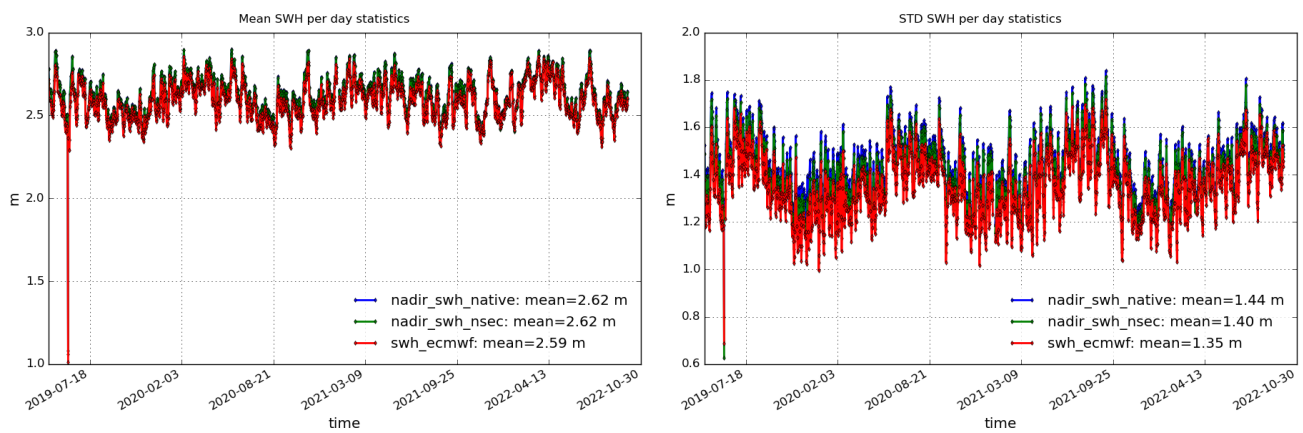 Mean SWH per day statistics
3.0
2.5
2.0
1.5
1.0
m
nadir_swh_native: mean=2.62 m
nadir_swh_nsec: mean=2.62 m
swh_ecmwf: mean=2.59 m
2019-07-18
2020-02-03
2020-08-21
2021-03-09
2021-09-25
2022-04-13
2022-10-30
time
STD SWH per day statistics
2.0
1.8
1.6
1.4
1.2
1.0
0.8
0.6
m
nadir_swh_native: mean=1.44 m
nadir_swh_nsec: mean=1.40 m
swh_ecmwf: mean=1.35 m
2019-07-18
2020-02-03
2020-08-21
2021-03-09
2021-09-25
2022-04-13
2022-10-30
time